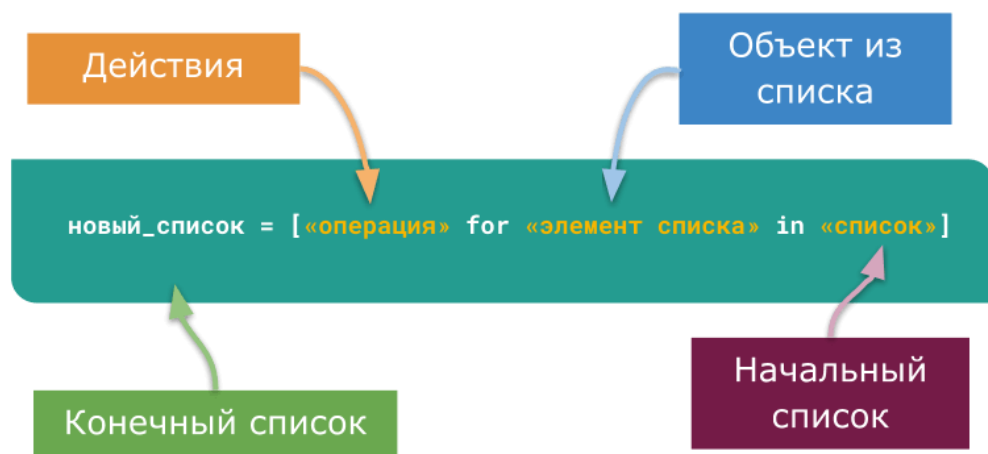 Действия
Объект из
списка
новый_список = [«операция» for «элемент списка» in «список»]
Начальный
список
Конечный список